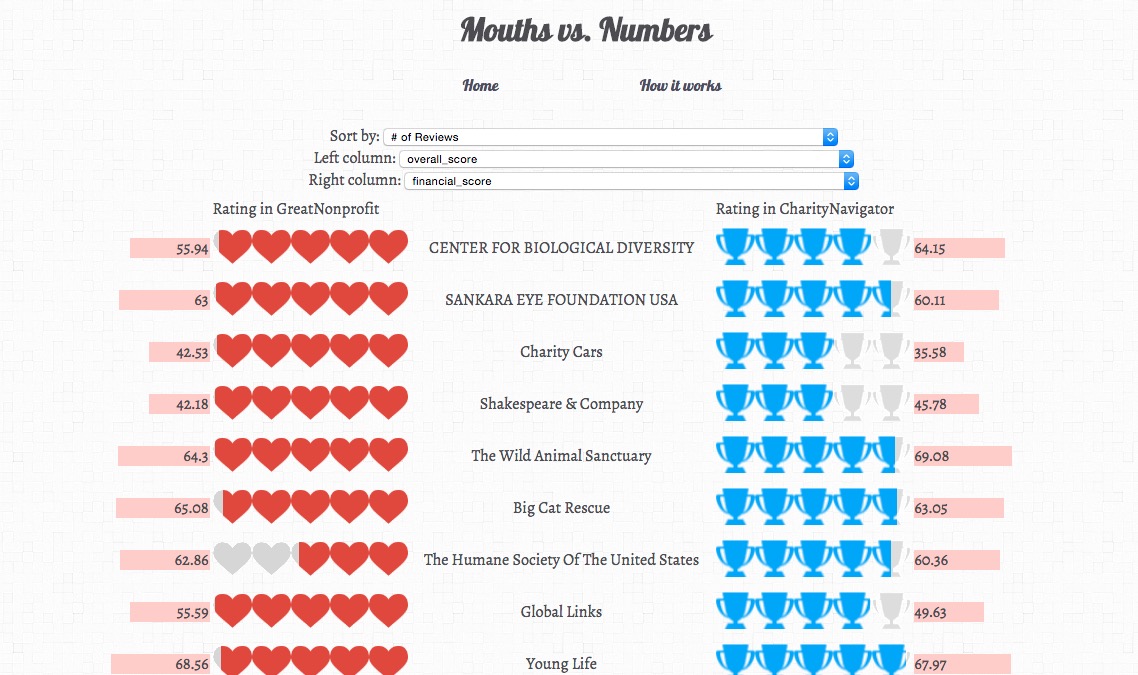 Mouths vs. Numbers
Home How it works
Sort by: # of Reviews
Left column: overall_score
Right column: financial_score
Rating in GreatNonprofit Rating in CharityNavigator
55.94 CENTER FOR BIOLOGICAL DIVERSITY 64.15
63 SANKARA EYE FOUNDATION USA 60.11
42.53 Charity Cars 35.58
42.18 Shakespeare & Company 45.78
64.3 The Wild Animal Sanctuary 69.08
65.08 Big Cat Rescue 63.05
62.86 The Humane Society Of The United States 60.36
55.59 Global Links 49.63
68.56 Young Life 67.97